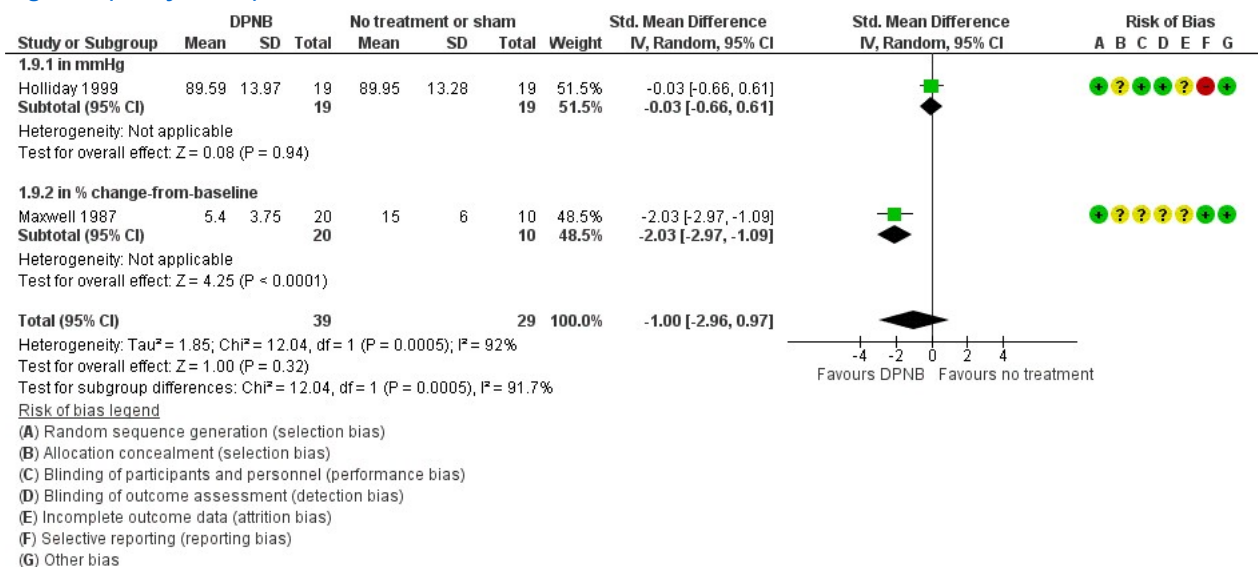 DPNB No treatment or sham Std. Mean Difference Std. Mean Difference Risk of Bias
Study or Subgroup Mean SD Total Mean SD Total Weight IV, Random, 95% CI IV, Random, 95% CI A B C D E F G
1.9.1 in mmHg
Holliday 1999 89.59 13.97 19 89.95 13.28 19 51.5% -0.03 [-0.66, 0.61] + ? + + ? - +
Subtotal (95% CI) 19 19 51.5% -0.03 [-0.66, 0.61]
Heterogeneity: Not applicable
Test for overall effect: Z = 0.08 (P = 0.94)
1.9.2 in % change-from-baseline
Maxwell 1987 5.4 3.75 20 15 6 10 48.5% -2.03 [-2.97, -1.09] + ? ? ? ? + +
Subtotal (95% CI) 20 10 48.5% -2.03 [-2.97, -1.09]
Heterogeneity: Not applicable
Test for overall effect: Z = 4.25 (P < 0.0001)
Total (95% CI) 39 29 100.0% -1.00 [-2.96, 0.97]
Heterogeneity: Tau² = 1.85; Chi² = 12.04, df = 1 (P = 0.0005); I² = 92%
Test for overall effect: Z = 1.00 (P = 0.32)
Test for subgroup differences: Chi² = 12.04, df = 1 (P = 0.0005), I² = 91.7%
-4 -2 0 2 4
Favours DPNB Favours no treatment
Risk of bias legend
(A) Random sequence generation (selection bias)
(B) Allocation concealment (selection bias)
(C) Blinding of participants and personnel (performance bias)
(D) Blinding of outcome assessment (detection bias)
(E) Incomplete outcome data (attrition bias)
(F) Selective reporting (reporting bias)
(G) Other bias